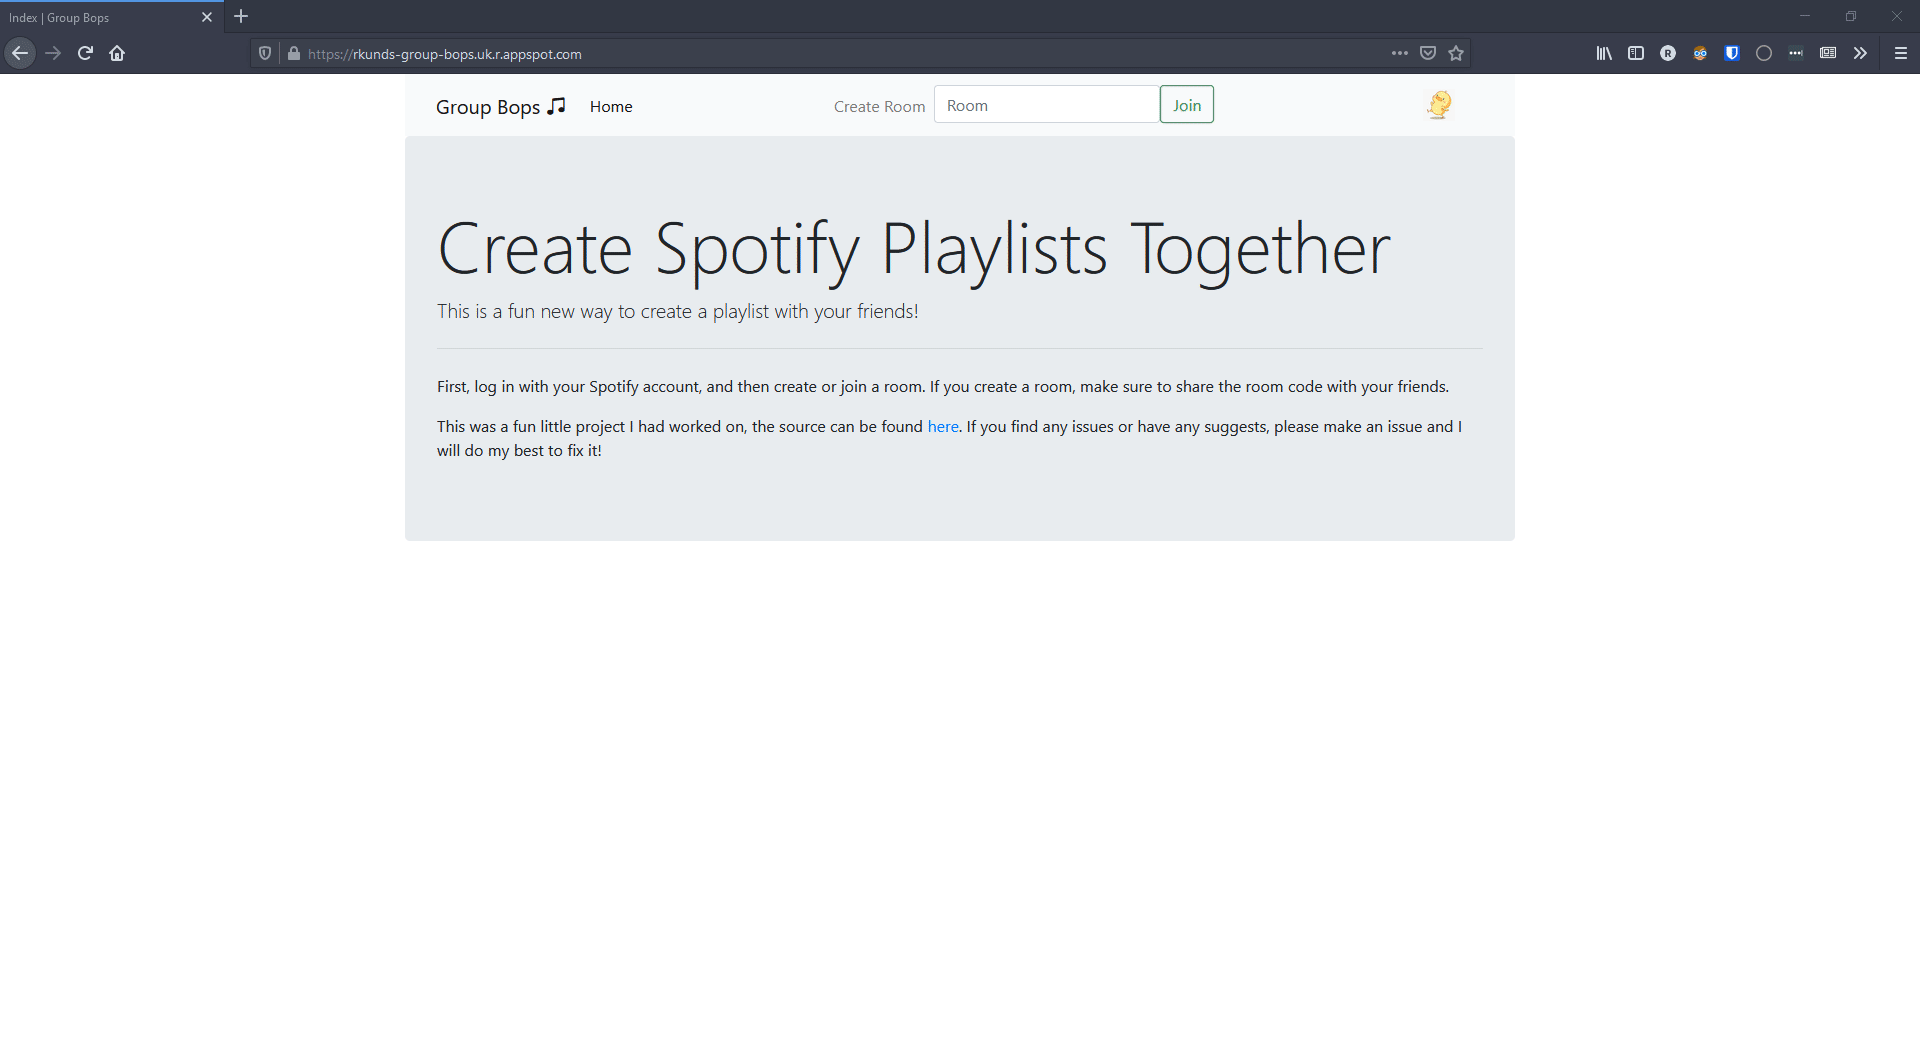 Index | Group Bops
https://rkunds-group-bops.uk.r.appspot.com
Group Bops Home Create Room Room Join
Create Spotify Playlists Together
This is a fun new way to create a playlist with your friends!
First, log in with your Spotify account, and then create or join a room. If you create a room, make sure to share the room code with your friends.
This was a fun little project I had worked on, the source can be found here. If you find any issues or have any suggests, please make an issue and I
will do my best to fix it!